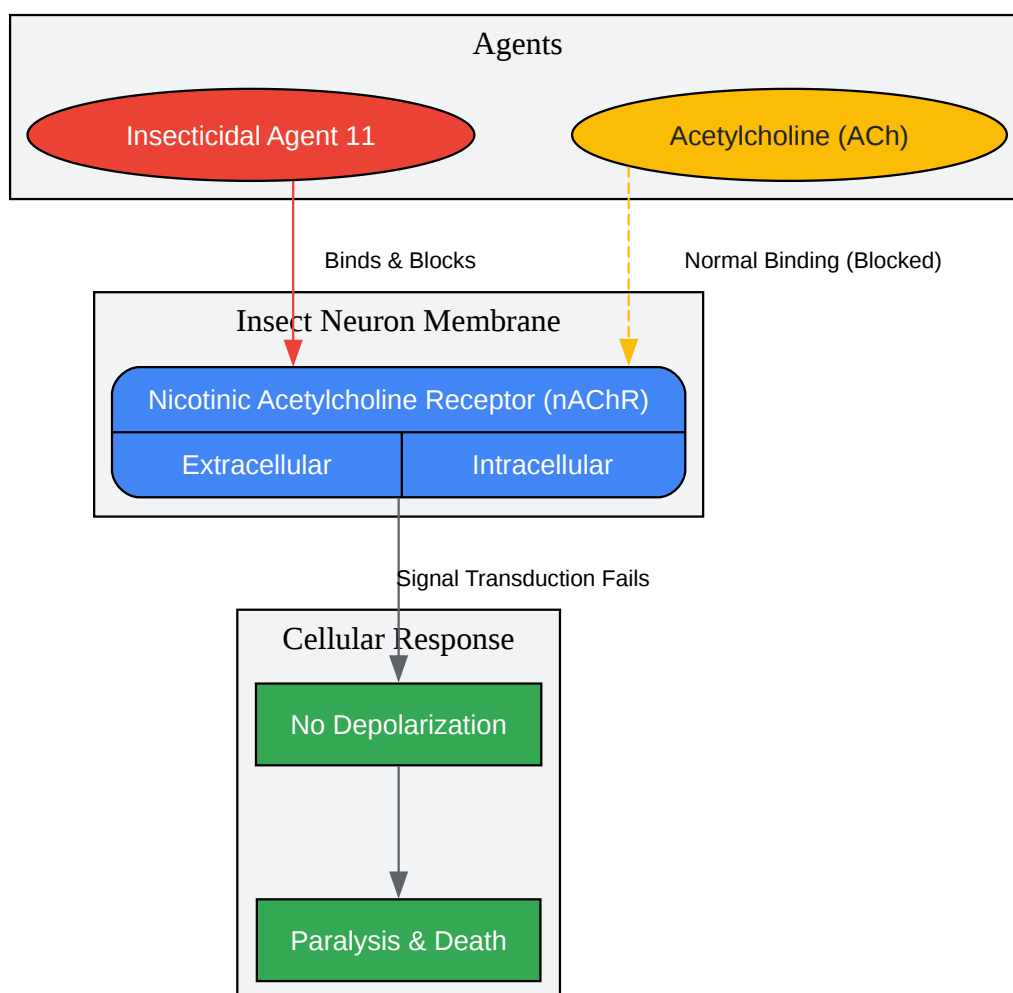 Agents
Insecticidal Agent 11
Acetylcholine (ACh)
Binds & Blocks
Normal Binding (Blocked)
Insect Neuron Membrane
Nicotinic Acetylcholine Receptor (nAChR)
Extracellular
Intracellular
Signal Transduction Fails
Cellular Response
No Depolarization
Paralysis & Death